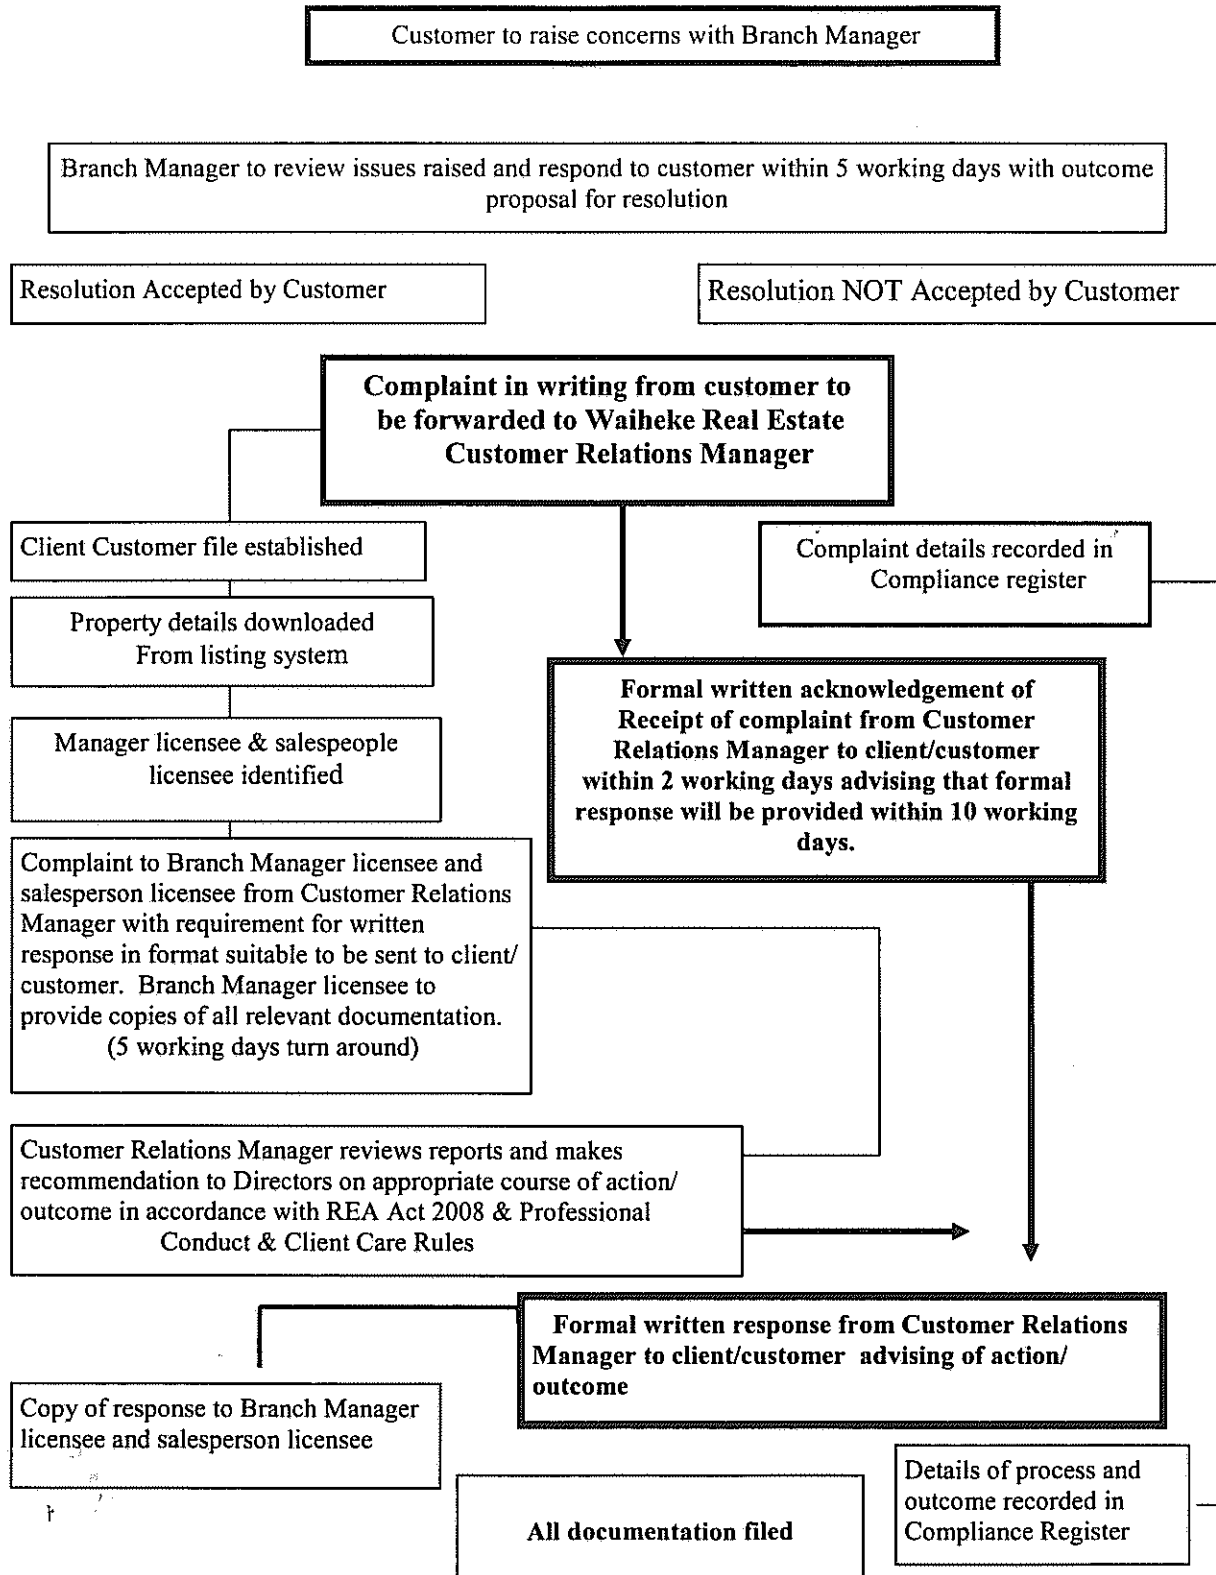 Customer to raise concerns with Branch Manager
Branch Manager to review issues raised and respond to customer within 5 working days with outcome
proposal for resolution
Resolution Accepted by Customer
Resolution NOT Accepted by Customer
Complaint in writing from customer to
be forwarded to Waiheke Real Estate
Customer Relations Manager
Client Customer file established
Complaint details recorded in
Compliance register
Property details downloaded
From listing system
Formal written acknowledgement of
Receipt of complaint from Customer
Relations Manager to client/customer
within 2 working days advising that formal
response will be provided within 10 working
days.
Manager licensee & salespeople
licensee identified
Complaint to Branch Manager licensee and
salesperson licensee from Customer Relations
Manager with requirement for written
response in format suitable to be sent to client/
customer. Branch Manager licensee to
provide copies of all relevant documentation.
(5 working days turn around)
Customer Relations Manager reviews reports and makes
recommendation to Directors on appropriate course of action/
outcome in accordance with REA Act 2008 & Professional
Conduct & Client Care Rules
Formal written response from Customer Relations
Manager to client/customer advising of action/
outcome
Copy of response to Branch Manager
licensee and salesperson licensee
Details of process and
outcome recorded in
Compliance Register
All documentation filed